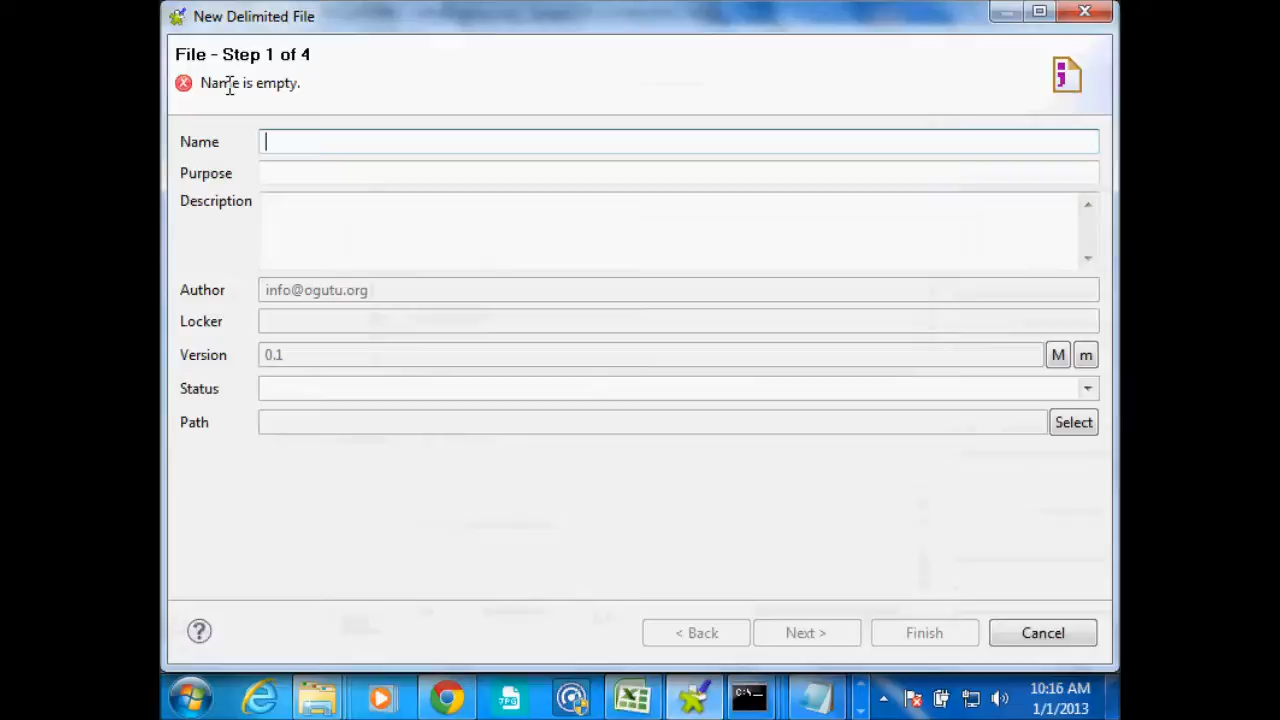 New Delimited File
File - Step 1 of 4
Name is empty.
Name
Purpose
Description
Author info@ogutu.org
Locker
Version 0.1 M m
Status
Path Select
? < Back Next > Finish Cancel
JPG C:\. 10:16 AM
1/1/2013